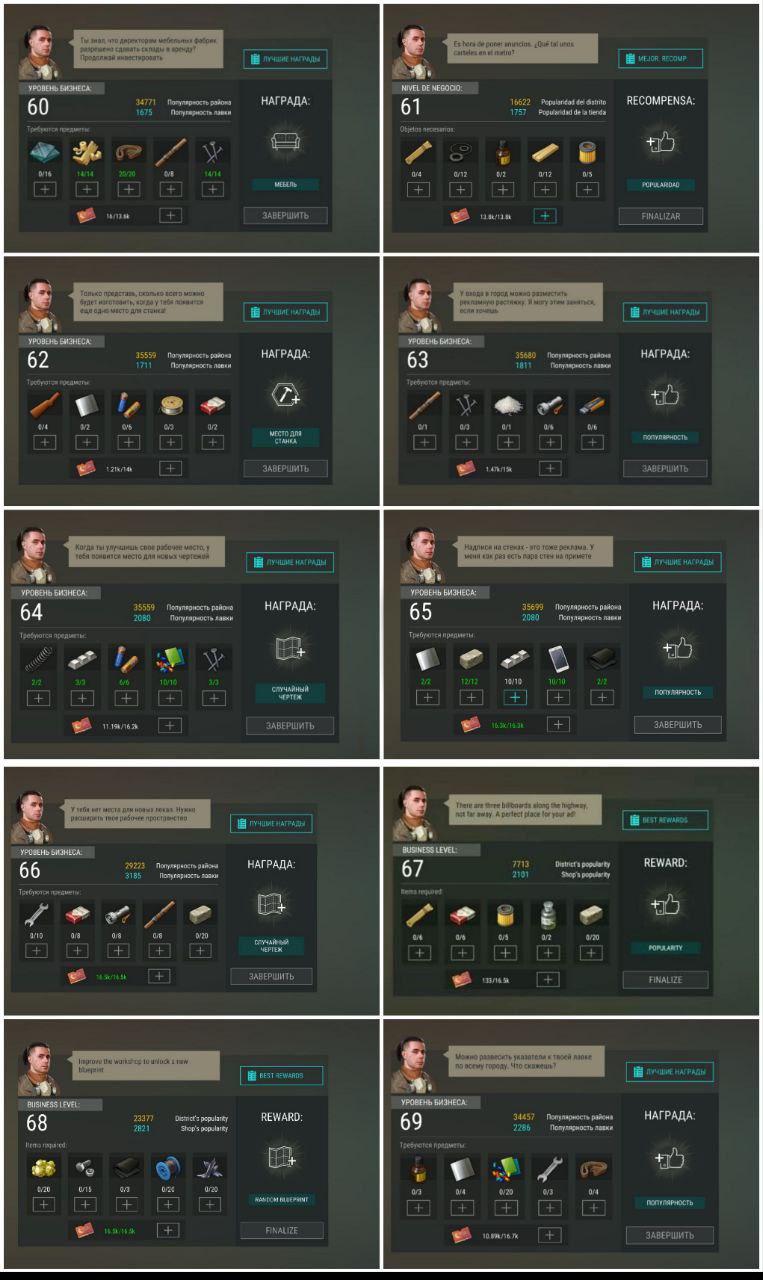 Ты знал, что директорам мебельных фабрик
разрешено сдавать склады в аренду?
Продолжай инвестировать
ЛУЧШИЕ НАГРАДЫ
УРОВЕНЬ БИЗНЕСА:
60
34771 Популярность района
1675 Популярность лавки
Требуются предметы:
0/16 14/14 20/20 0/8 14/14
16/13.6k
НАГРАДА:
МЕБЕЛЬ
ЗАВЕРШИТЬ
Es hora de poner anuncios. ¿Qué tal unos
carteles en el metro?
MEJOR. RECOMP.
NIVEL DE NEGOCIO:
61
16622 Popularidad del distrito
1757 Popularidad de la tienda
Objetos necesarios:
0/4 0/12 0/2 0/12 0/5
13.8k/13.8k
RECOMPENSA:
POPULARIDAD
FINALIZAR
Только представь, сколько всего можно
будет изготовить, когда у тебя появится
еще одно место для станка!
ЛУЧШИЕ НАГРАДЫ
УРОВЕНЬ БИЗНЕСА:
62
35559 Популярность района
1711 Популярность лавки
Требуются предметы:
0/4 0/2 0/6 0/3 0/2
1.21k/14k
НАГРАДА:
МЕСТО ДЛЯ
СТАНКА
ЗАВЕРШИТЬ
У входа в город можно разместить
рекламную растяжку. Я могу этим заняться,
если хочешь
ЛУЧШИЕ НАГРАДЫ
УРОВЕНЬ БИЗНЕСА:
63
35680 Популярность района
1811 Популярность лавки
Требуются предметы:
0/1 0/3 0/1 0/6 0/6
1.47k/15k
НАГРАДА:
ПОПУЛЯРНОСТЬ
ЗАВЕРШИТЬ
Когда ты улучшишь свое рабочее место, у
тебя появится место для новых чертежей
ЛУЧШИЕ НАГРАДЫ
УРОВЕНЬ БИЗНЕСА:
64
35559 Популярность района
2080 Популярность лавки
Требуются предметы:
2/2 3/3 6/6 10/10 3/3
11.19k/16.2k
НАГРАДА:
СЛУЧАЙНЫЙ
ЧЕРТЕЖ
ЗАВЕРШИТЬ
Надписи на стенах - это тоже реклама. У
меня как раз есть пара стен на примете
ЛУЧШИЕ НАГРАДЫ
УРОВЕНЬ БИЗНЕСА:
65
35699 Популярность района
2080 Популярность лавки
Требуются предметы:
2/2 12/12 10/10 10/10 2/2
16.3k/16.3k
НАГРАДА:
ПОПУЛЯРНОСТЬ
ЗАВЕРШИТЬ
У тебя нет места для новых лекал. Нужно
расширить твое рабочее пространство
ЛУЧШИЕ НАГРАДЫ
УРОВЕНЬ БИЗНЕСА:
66
29223 Популярность района
3185 Популярность лавки
Требуются предметы:
0/10 0/8 0/8 0/8 0/20
16.5k/16.5k
НАГРАДА:
СЛУЧАЙНЫЙ
ЧЕРТЕЖ
ЗАВЕРШИТЬ
There are three billboards along the highway,
not far away. A perfect place for your ad!
BEST REWARDS
BUSINESS LEVEL:
67
7713 District's popularity
2101 Shop's popularity
Items required:
0/6 0/6 0/5 0/2 0/20
133/16.5k
REWARD:
POPULARITY
FINALIZE
Improve the workshop to unlock a new
blueprint
BEST REWARDS
BUSINESS LEVEL:
68
23377 District's popularity
2821 Shop's popularity
Items required:
0/20 0/15 0/3 0/20 0/20
16.5k/16.5k
REWARD:
RANDOM BLUEPRINT
FINALIZE
Можно развесить указатели к твоей лавке
по всему городу. Что скажешь?
ЛУЧШИЕ НАГРАДЫ
УРОВЕНЬ БИЗНЕСА:
69
34457 Популярность района
2286 Популярность лавки
Требуются предметы:
0/3 0/4 0/20 0/3 0/4
10.89k/16.7k
НАГРАДА:
ПОПУЛЯРНОСТЬ
ЗАВЕРШИТЬ